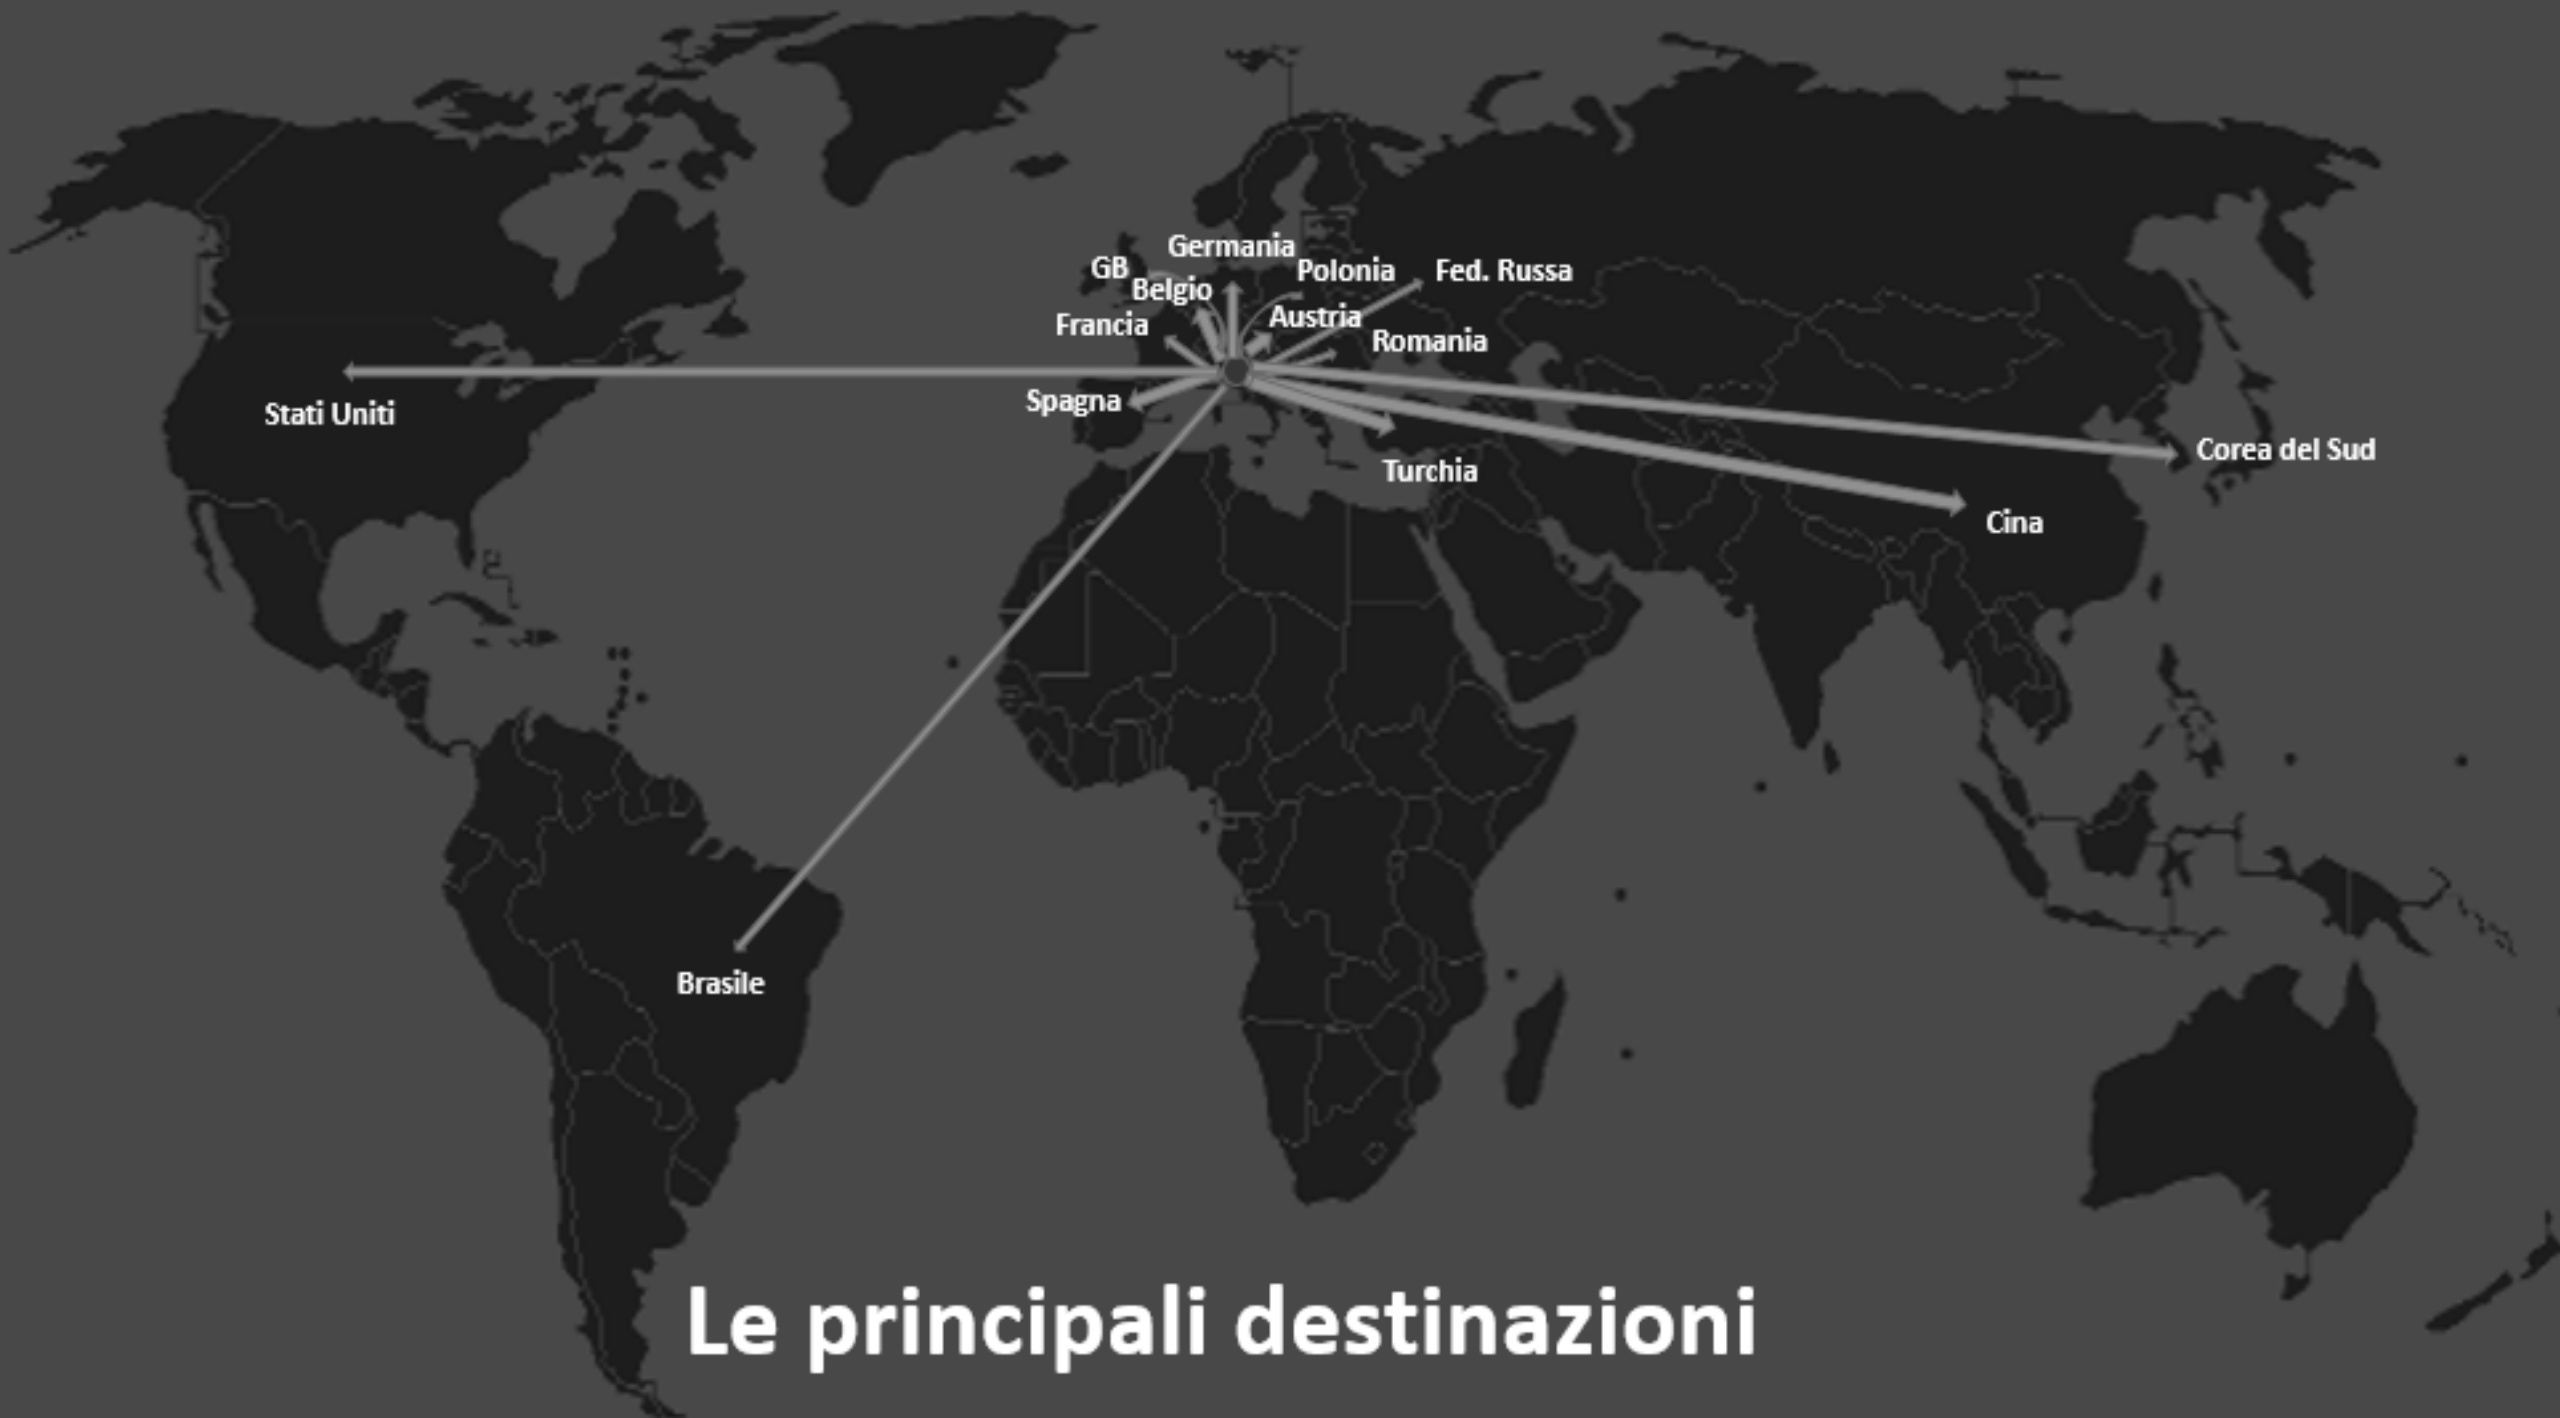 Germania
GB
Polonia
Fed. Russa
Belgio
Austria
Francia
Romania
Spagna
Stati Uniti
Corea del Sud
Turchia
Cina
Brasile
Le principali destinazioni